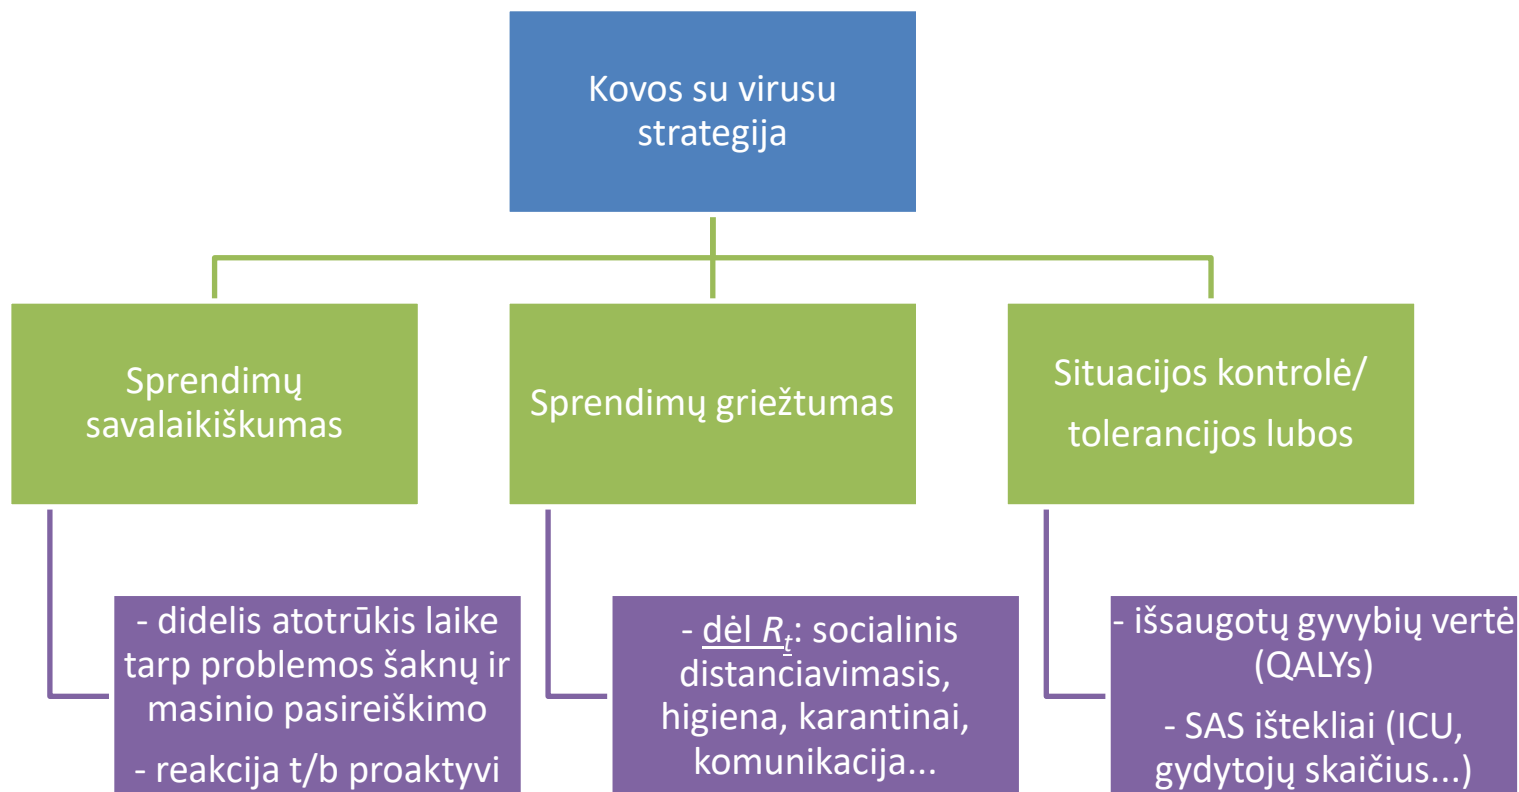 Kovos su virusu
strategija
Sprendimų
savalaikiškumas
Sprendimų griežtumas
Situacijos kontrolė/
tolerancijos lubos
- didelis atotrūkis laike
tarp problemos šaknų ir
masinio pasireiškimo
- reakcija t/b proaktyvi
- dėl Rt: socialinis
distanciavimasis,
higiena, karantinai,
komunikacija...
- išsaugotų gyvybių vertė
(QALYs)
- SAS ištekliai (ICU,
gydytojų skaičius...)